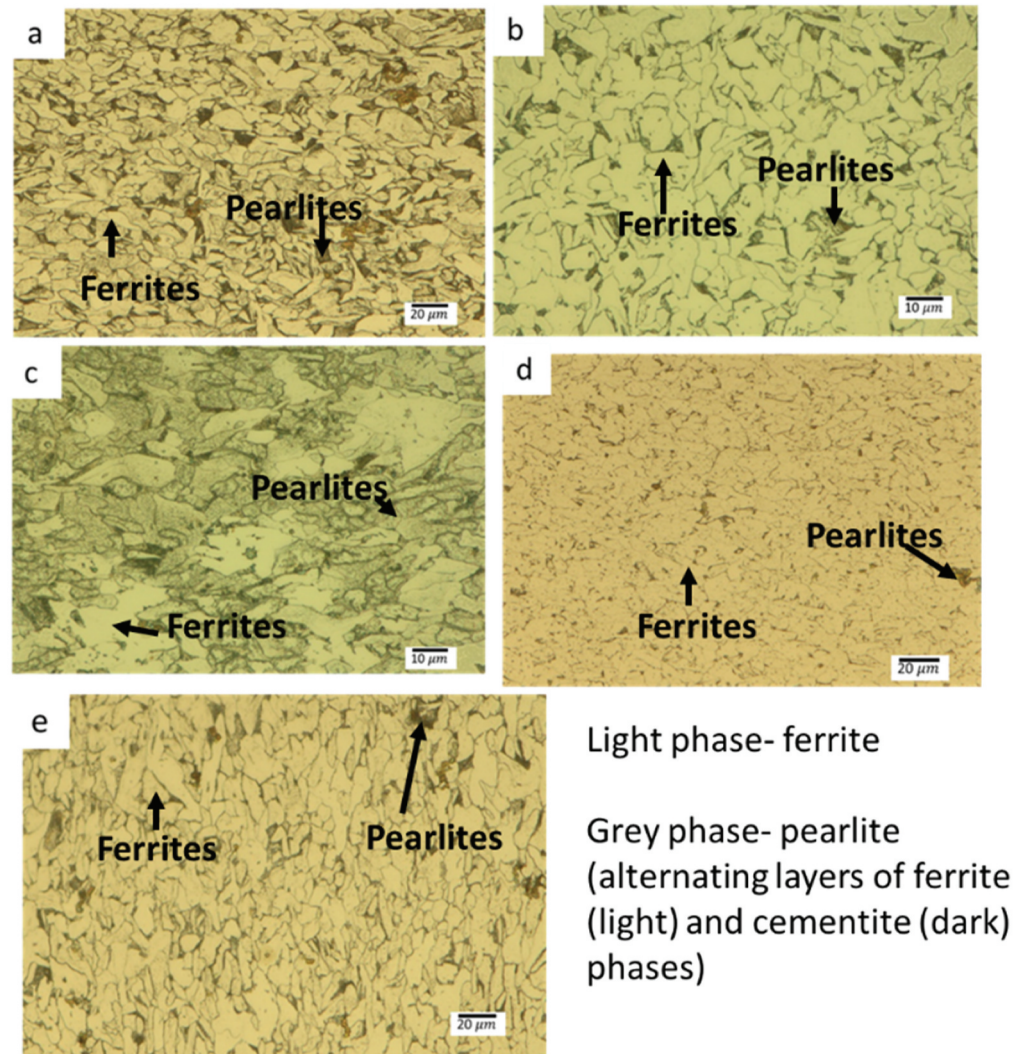 a
Pearlites
Ferrites
20 μm
b
Pearlites
Ferrites
10 μm
c
Pearlites
Ferrites
10 μm
d
Pearlites
Ferrites
20 μm
e
Ferrites
Pearlites
20 μm
Light phase- ferrite
Grey phase- pearlite
(alternating layers of ferrite
(light) and cementite (dark)
phases)